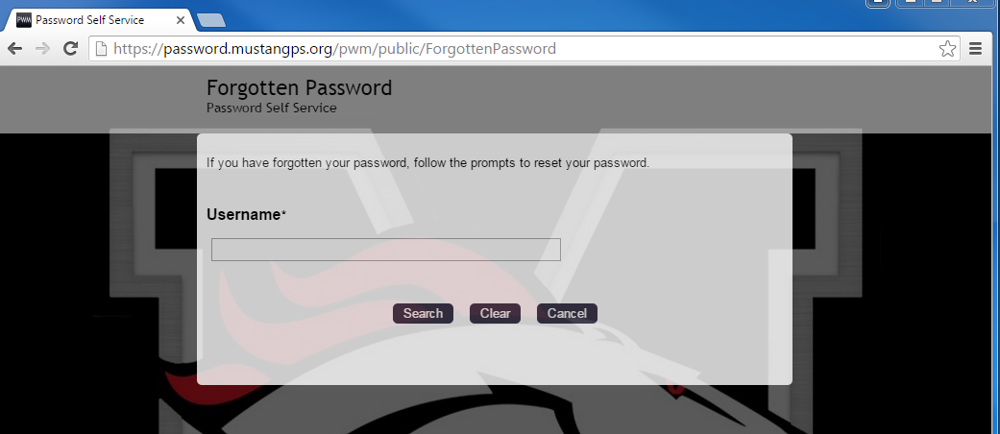 PWM Password Self Service
https://password.mustangps.org/pwm/public/ForgottenPassword
Forgotten Password
Password Self Service
If you have forgotten your password, follow the prompts to reset your password.
Username*
Search Clear Cancel